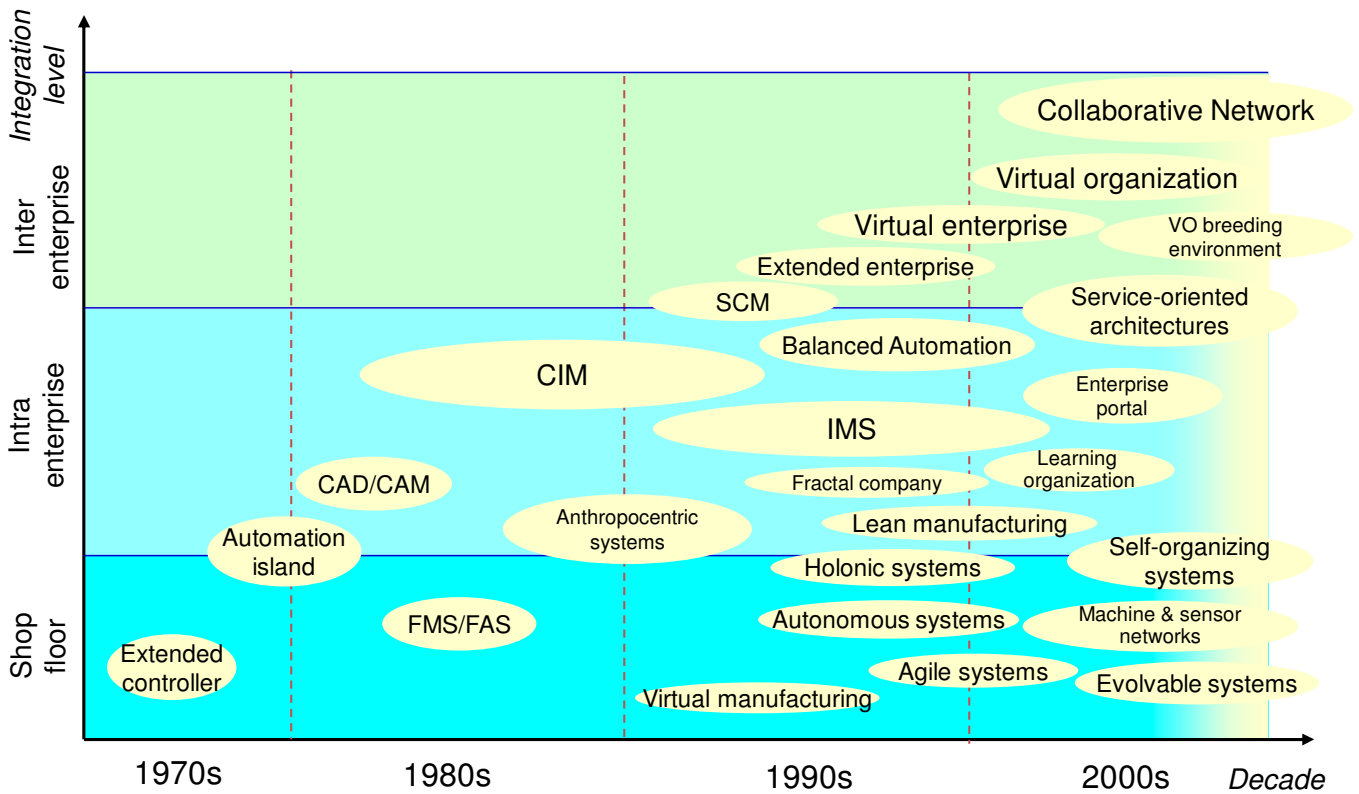 Integration
level
Inter
enterprise
Intra
enterprise
Shop
floor
Collaborative Network
Virtual organization
Virtual enterprise
VO breeding
environment
Extended enterprise
SCM
Service-oriented
architectures
Balanced Automation
CIM
Enterprise
portal
IMS
Learning
organization
CAD/CAM
Fractal company
Anthropocentric
systems
Lean manufacturing
Automation
island
Self-organizing
systems
Holonic systems
FMS/FAS
Autonomous systems
Machine & sensor
networks
Extended
controller
Agile systems
Evolvable systems
Virtual manufacturing
1970s
1980s
1990s
2000s
Decade